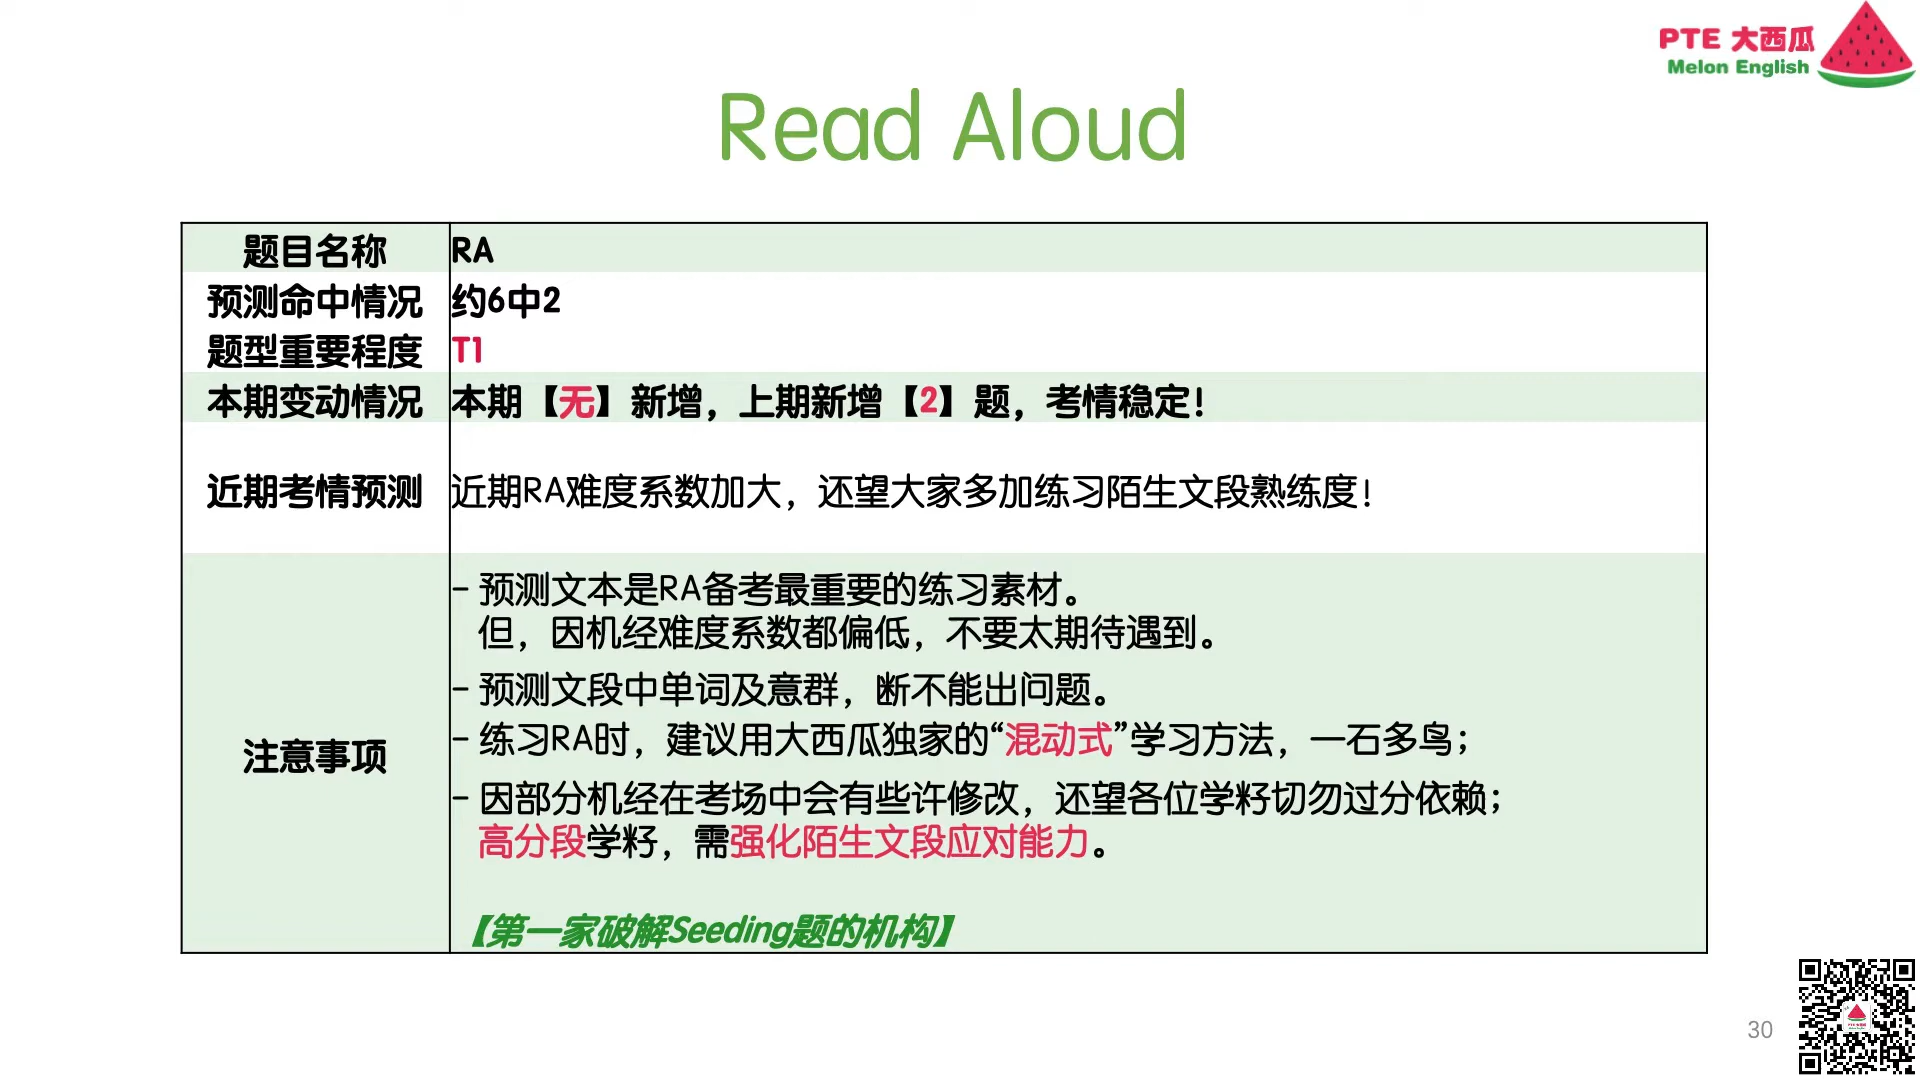 PTE 大西瓜
Melon English
Read Aloud
题目名称 RA
预测命中情况 约6中2
题型重要程度 T1
本期变动情况 本期【无】新增，上期新增【2】题，考情稳定！
近期考情预测 近期RA难度系数加大，还望大家多加练习陌生文段熟练度！
注意事项
- 预测文本是RA备考最重要的练习素材。
但，因机经难度系数都偏低，不要太期待遇到。
- 预测文段中单词及意群，断不能出问题。
- 练习RA时，建议用大西瓜独家的“混动式”学习方法，一石多鸟；
- 因部分机经在考场中会有些许修改，还望各位学籽切勿过分依赖；
高分段学籽，需强化陌生文段应对能力。
【第一家破解Seeding题的机构】
30